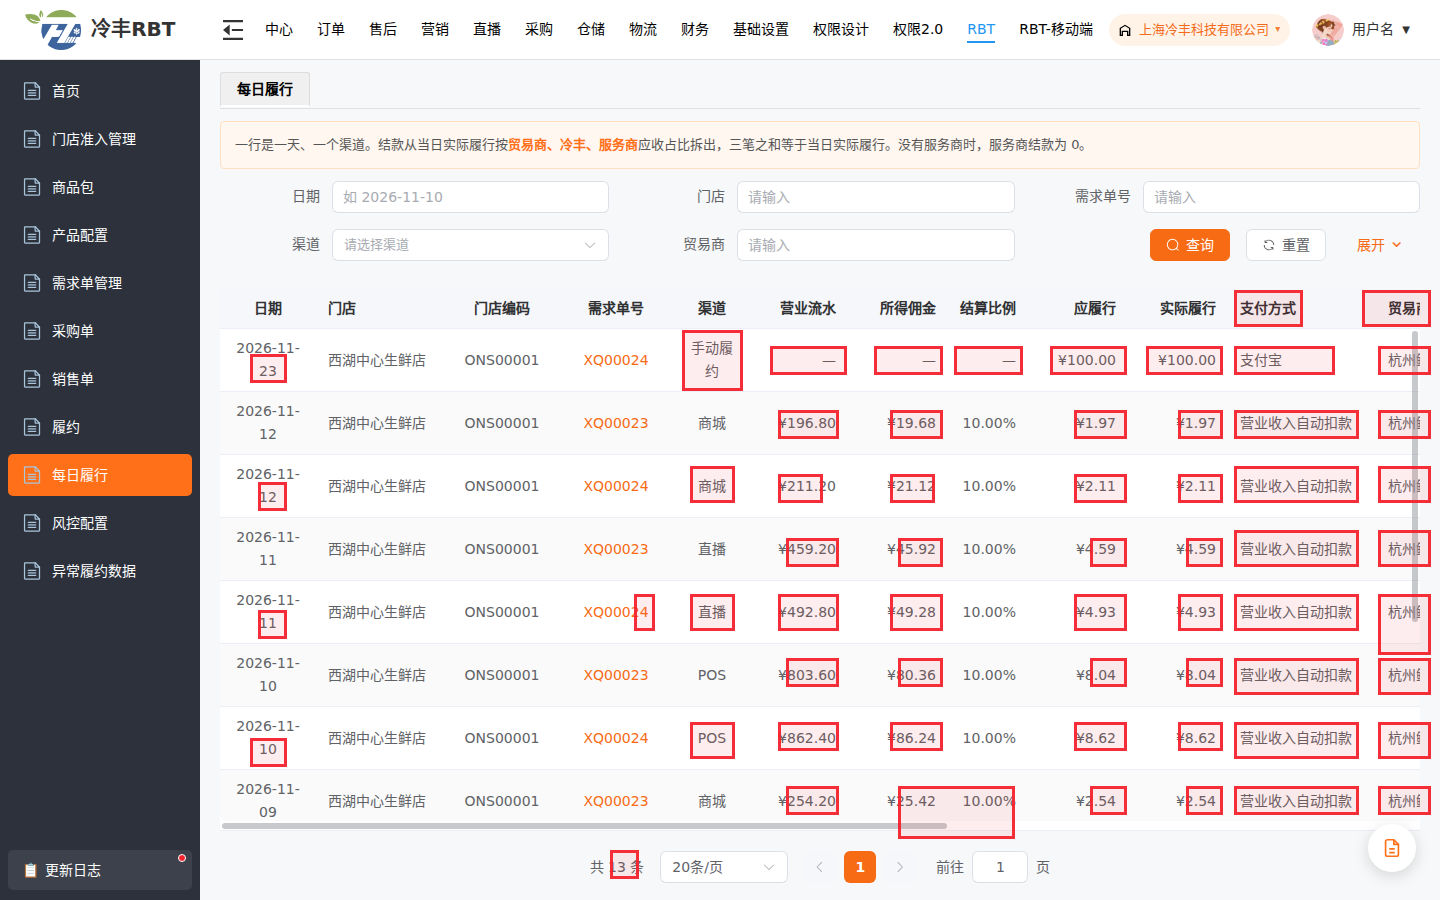 冷丰RBT
中心 订单 售后 营销 直播 采购 仓储 物流 财务 基础设置 权限设计 权限2.0 RBT RBT-移动端 上海冷丰科技有限公司 ▾ 用户名 ▼
首页
门店准入管理
商品包
产品配置
需求单管理
采购单
销售单
履约
每日履行
风控配置
异常履约数据
更新日志
每日履行
一行是一天、一个渠道。结款从当日实际履行按贸易商、冷丰、服务商应收占比拆出，三笔之和等于当日实际履行。没有服务商时，服务商结款为 0。
日期 如 2026-11-10 门店 请输入 需求单号 请输入
渠道 请选择渠道 贸易商 请输入 查询 重置 展开
日期 门店 门店编码 需求单号 渠道 营业流水 所得佣金 结算比例 应履行 实际履行 支付方式 贸易
2026-11-23 西湖中心生鲜店 ONS00001 XQ00024 手动履约 — — — ¥100.00 ¥100.00 支付宝 杭州
2026-11-12 西湖中心生鲜店 ONS00001 XQ00023 商城 ¥196.80 ¥19.68 10.00% ¥1.97 ¥1.97 营业收入自动扣款 杭州
2026-11-12 西湖中心生鲜店 ONS00001 XQ00024 商城 ¥211.20 ¥21.12 10.00% ¥2.11 ¥2.11 营业收入自动扣款 杭州
2026-11-11 西湖中心生鲜店 ONS00001 XQ00023 直播 ¥459.20 ¥45.92 10.00% ¥4.59 ¥4.59 营业收入自动扣款 杭州
2026-11-11 西湖中心生鲜店 ONS00001 XQ00024 直播 ¥492.80 ¥49.28 10.00% ¥4.93 ¥4.93 营业收入自动扣款 杭州
2026-11-10 西湖中心生鲜店 ONS00001 XQ00023 POS ¥803.60 ¥80.36 10.00% ¥8.04 ¥8.04 营业收入自动扣款 杭州
2026-11-10 西湖中心生鲜店 ONS00001 XQ00024 POS ¥862.40 ¥86.24 10.00% ¥8.62 ¥8.62 营业收入自动扣款 杭州
2026-11-09 西湖中心生鲜店 ONS00001 XQ00023 商城 ¥254.20 ¥25.42 10.00% ¥2.54 ¥2.54 营业收入自动扣款 杭州
共 13 条 20条/页 1 前往 1 页